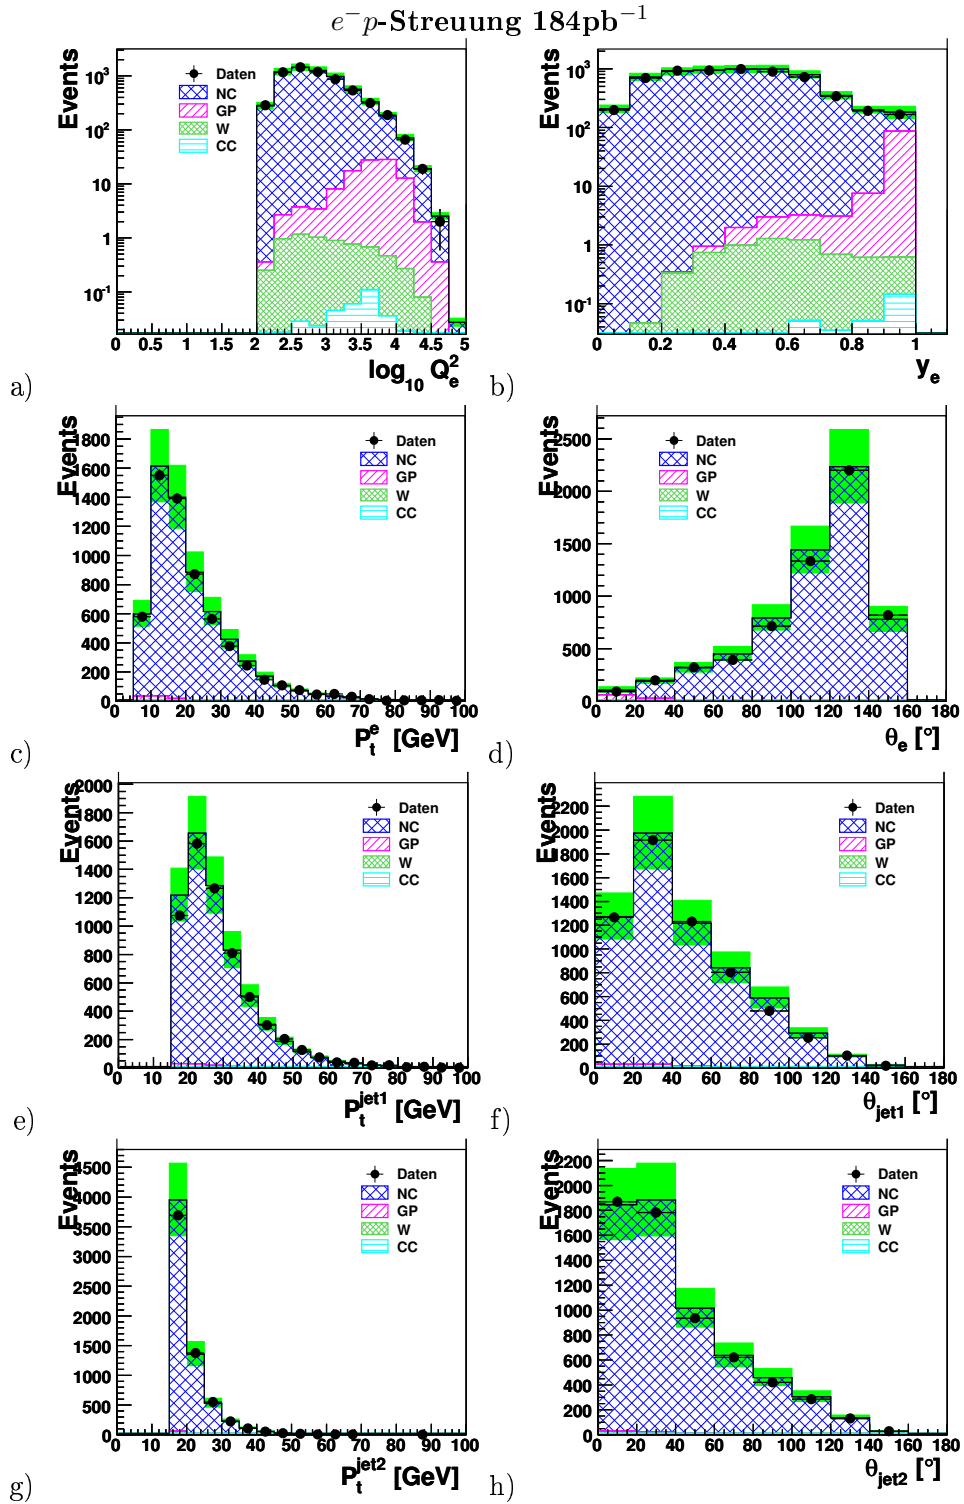 e⁻p-Streuung 184pb⁻¹
Events
10³
10²
10
1
10⁻¹
Daten
NC
GP
W
CC
0 0.5 1 1.5 2 2.5 3 3.5 4 4.5 5
log₁₀ Q²ₑ
a)
Events
10³
10²
10
1
10⁻¹
0 0.2 0.4 0.6 0.8 1
yₑ
b)
Events
1800
1600
1400
1200
1000
800
600
400
200
0
Daten
NC
GP
W
CC
0 10 20 30 40 50 60 70 80 90 100
Pₜᵉ [GeV]
c)
Events
2500
2000
1500
1000
500
0
Daten
NC
GP
W
CC
0 20 40 60 80 100 120 140 160 180
θₑ [°]
d)
Events
2000
1800
1600
1400
1200
1000
800
600
400
200
0
Daten
NC
GP
W
CC
0 10 20 30 40 50 60 70 80 90 100
Pₜ^jet1 [GeV]
e)
Events
2200
2000
1800
1600
1400
1200
1000
800
600
400
200
0
Daten
NC
GP
W
CC
0 20 40 60 80 100 120 140 160 180
θ_jet1 [°]
f)
Events
4500
4000
3500
3000
2500
2000
1500
1000
500
0
Daten
NC
GP
W
CC
0 10 20 30 40 50 60 70 80 90 100
Pₜ^jet2 [GeV]
g)
Events
2200
2000
1800
1600
1400
1200
1000
800
600
400
200
0
Daten
NC
GP
W
CC
0 20 40 60 80 100 120 140 160 180
θ_jet2 [°]
h)